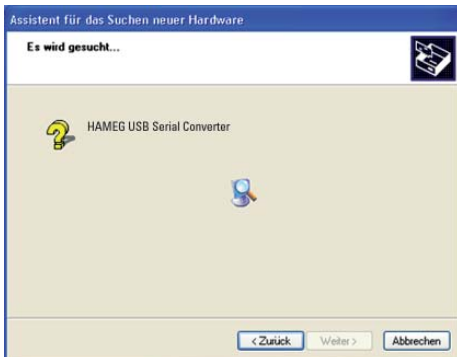 Assistent für das Suchen neuer Hardware
Es wird gesucht...
HAMEG USB Serial Converter
< Zurück
Weiter >
Abbrechen